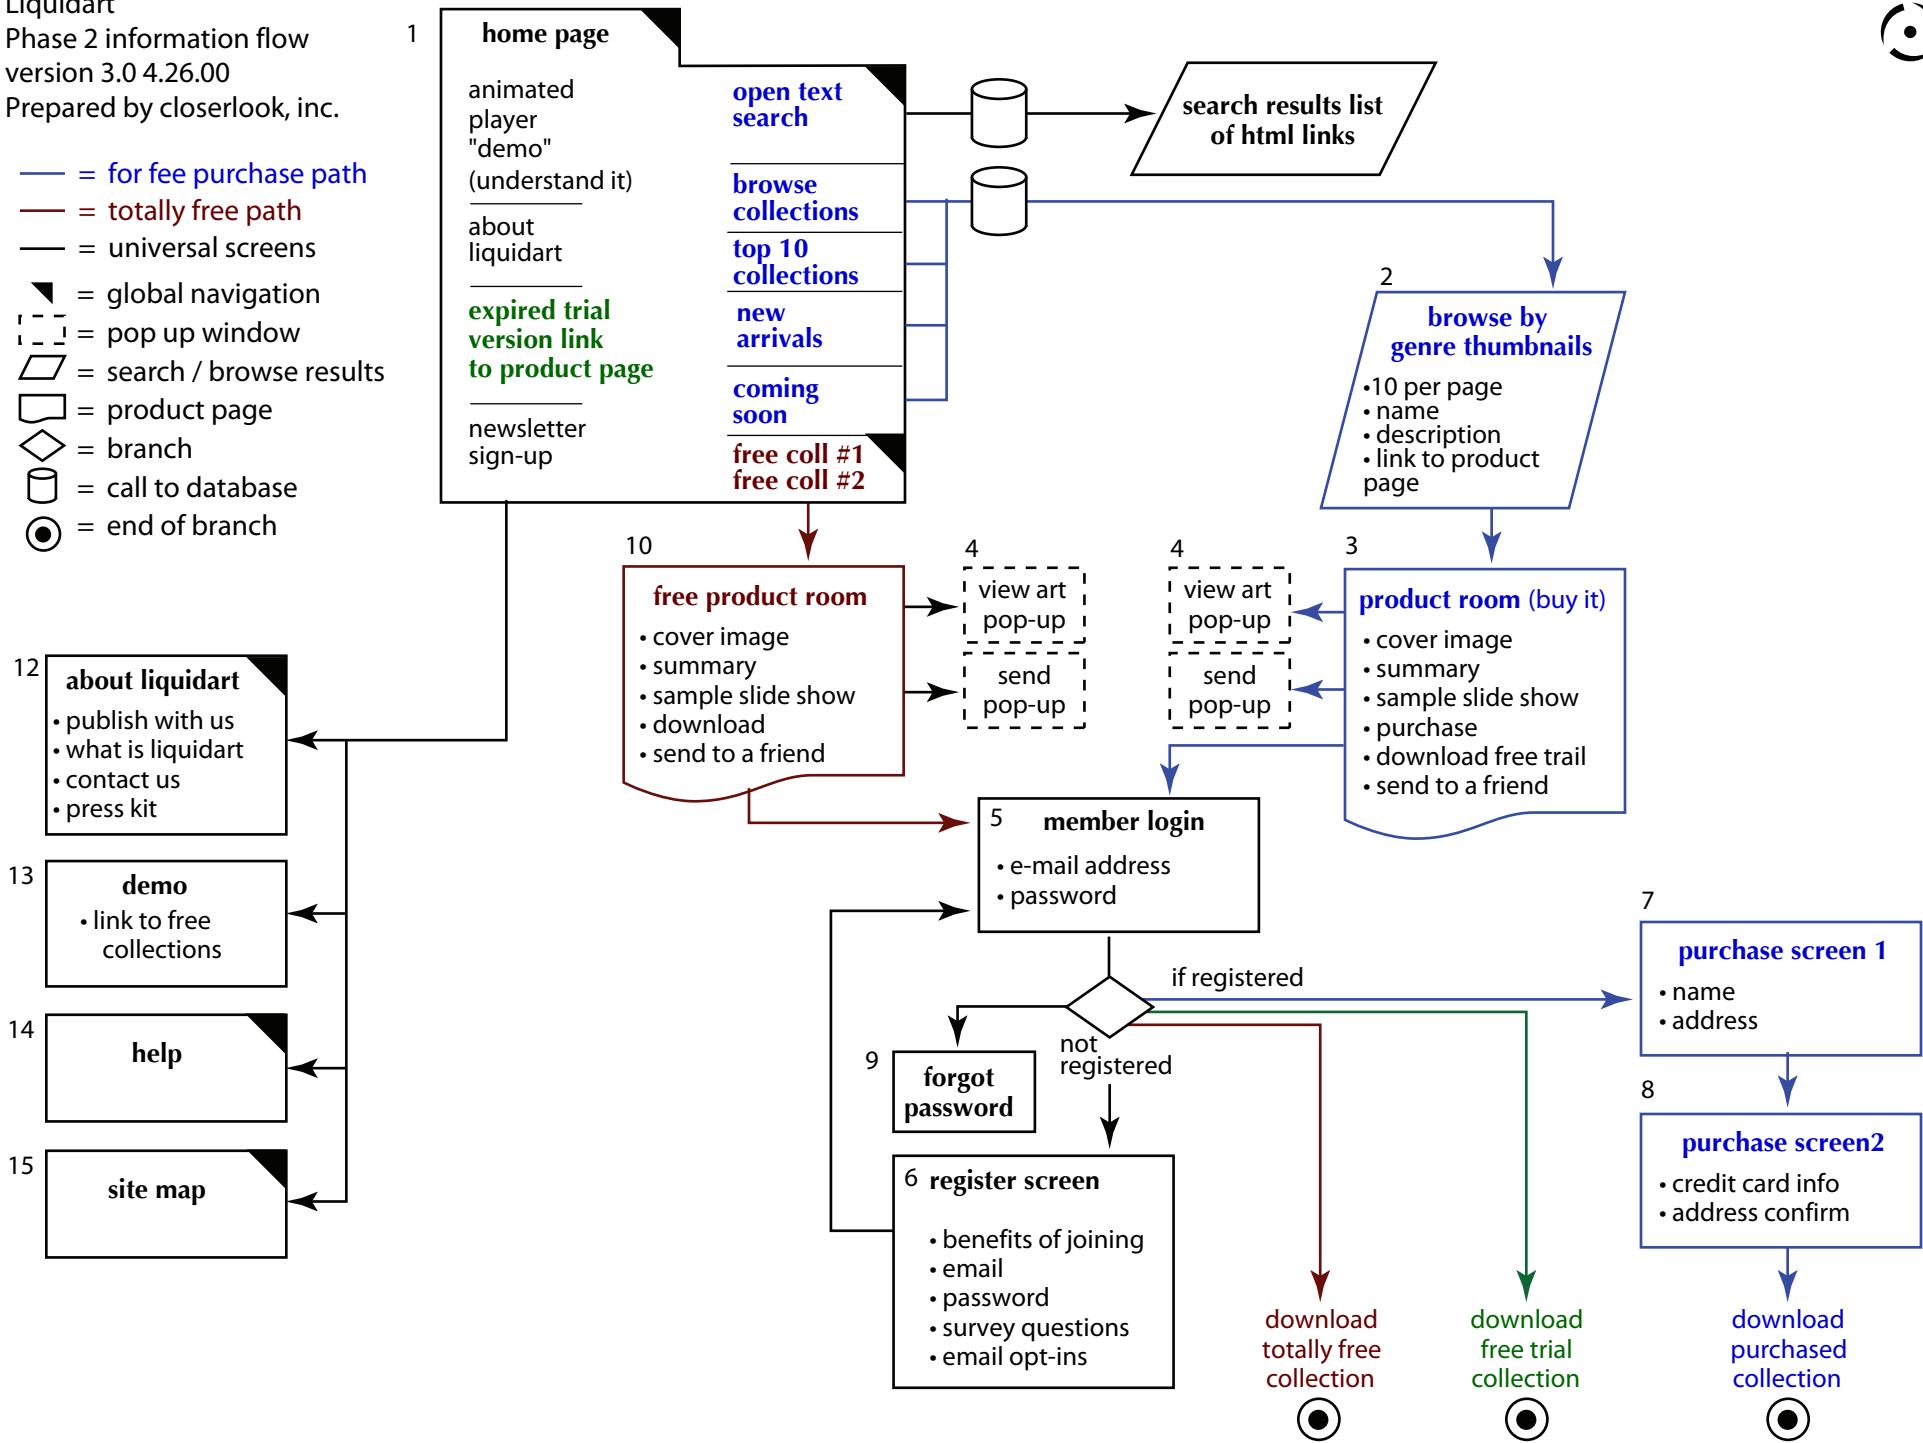 Liquidart
Phase 2 information flow
version 3.0 4.26.00
Prepared by closerlook, inc.
= for fee purchase path
= totally free path
= universal screens
= global navigation
= pop up window
= search / browse results
= product page
= branch
= call to database
= end of branch
1
home page
animated
player
"demo"
(understand it)
about
liquidart
expired trial
version link
to product page
newsletter
sign-up
open text
search
browse
collections
top 10
collections
new
arrivals
coming
soon
free coll #1
free coll #2
search results list
of html links
2
browse by
genre thumbnails
•10 per page
• name
• description
• link to product
page
10
free product room
• cover image
• summary
• sample slide show
• download
• send to a friend
4
view art
pop-up
send
pop-up
4
view art
pop-up
send
pop-up
3
product room (buy it)
• cover image
• summary
• sample slide show
• purchase
• download free trail
• send to a friend
12
about liquidart
• publish with us
• what is liquidart
• contact us
• press kit
13
demo
• link to free
collections
14
help
15
site map
5 member login
• e-mail address
• password
if registered
not
registered
9
forgot
password
6 register screen
• benefits of joining
• email
• password
• survey questions
• email opt-ins
7
purchase screen 1
• name
• address
8
purchase screen2
• credit card info
• address confirm
download
totally free
collection
download
free trial
collection
download
purchased
collection